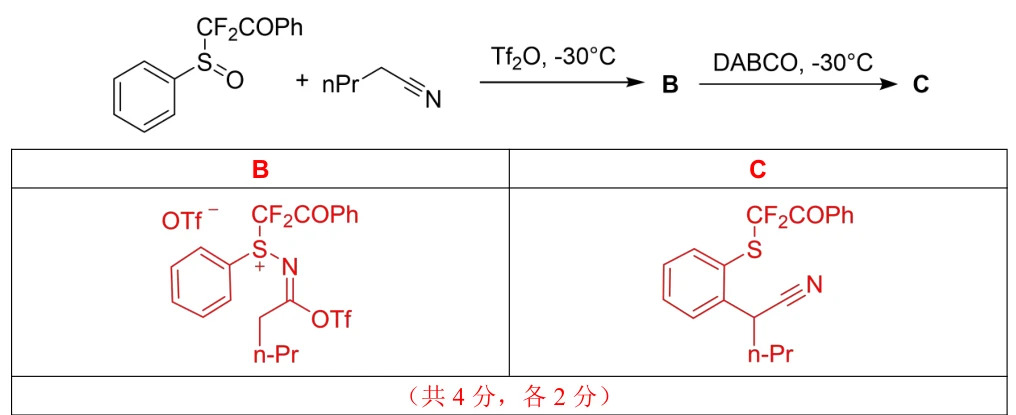 CF₂COPh
S
O
+ nPr
N
Tf₂O, -30°C
B
DABCO, -30°C
C
B C
OTf⁻
CF₂COPh
S
+
N
OTf
n-Pr
CF₂COPh
S
N
n-Pr
（共 4 分，各 2 分）